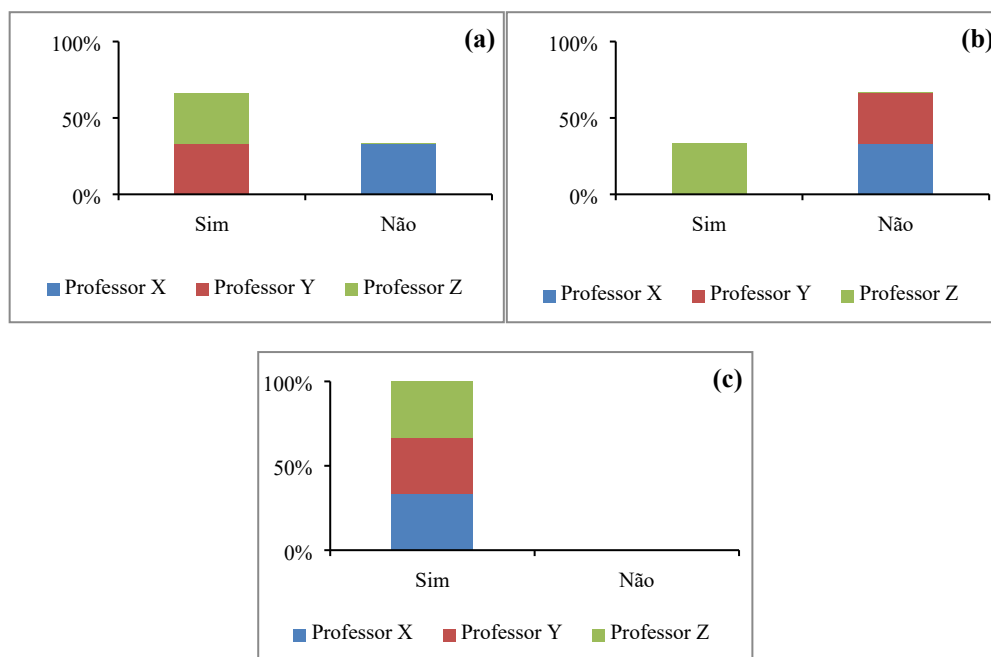 (a)
100%
50%
0%
Sim Não
Professor X Professor Y Professor Z
(b)
100%
50%
0%
Sim Não
Professor X Professor Y Professor Z
(c)
100%
50%
0%
Sim Não
Professor X Professor Y Professor Z